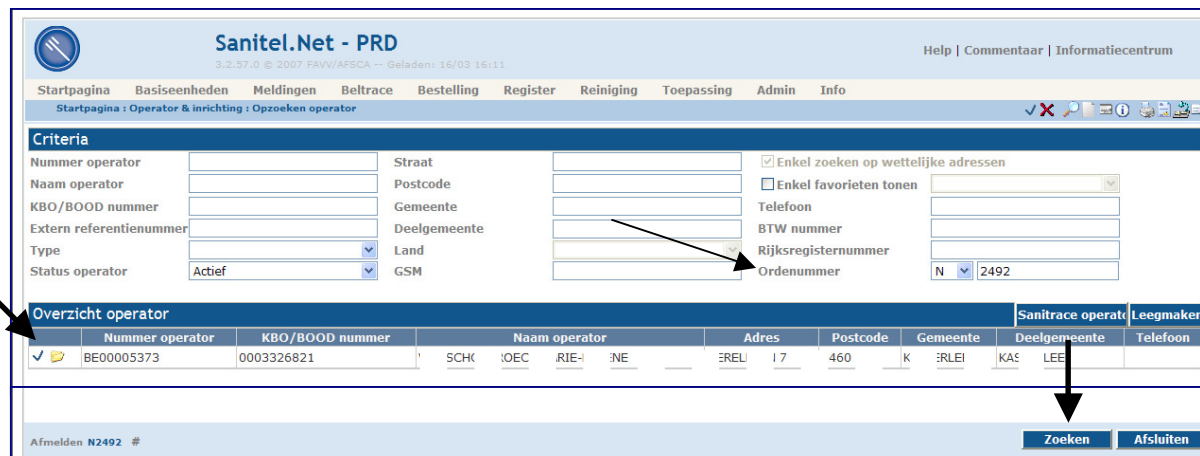 Sanitel.Net - PRD
3.2.57.0 © 2007 FAVV/AFSCA -- Geladen: 16/03 16:11
Help | Commentaar | Informatiecentrum
Startpagina Basiseenheden Meldingen Beltrace Bestelling Register Reiniging Toepassing Admin Info
Startpagina : Operator & inrichting : Opzoeken operator
Criteria
Nummer operator Straat Enkel zoeken op wettelijke adressen
Naam operator Postcode Enkel favorieten tonen
KBO/BOOD nummer Gemeente Telefoon
Extern referentienummer Deelgemeente BTW nummer
Type Land Rijksregisternummer
Status operator Actief GSM Ordenummer N 2492
Overzicht operator Sanitrace operato Leegmaken
Nummer operator KBO/BOOD nummer Naam operator Adres Postcode Gemeente Deelgemeente Telefoon
BE00005373 0003326821 7 460
Afmelden N2492 # Zoeken Afsluiten